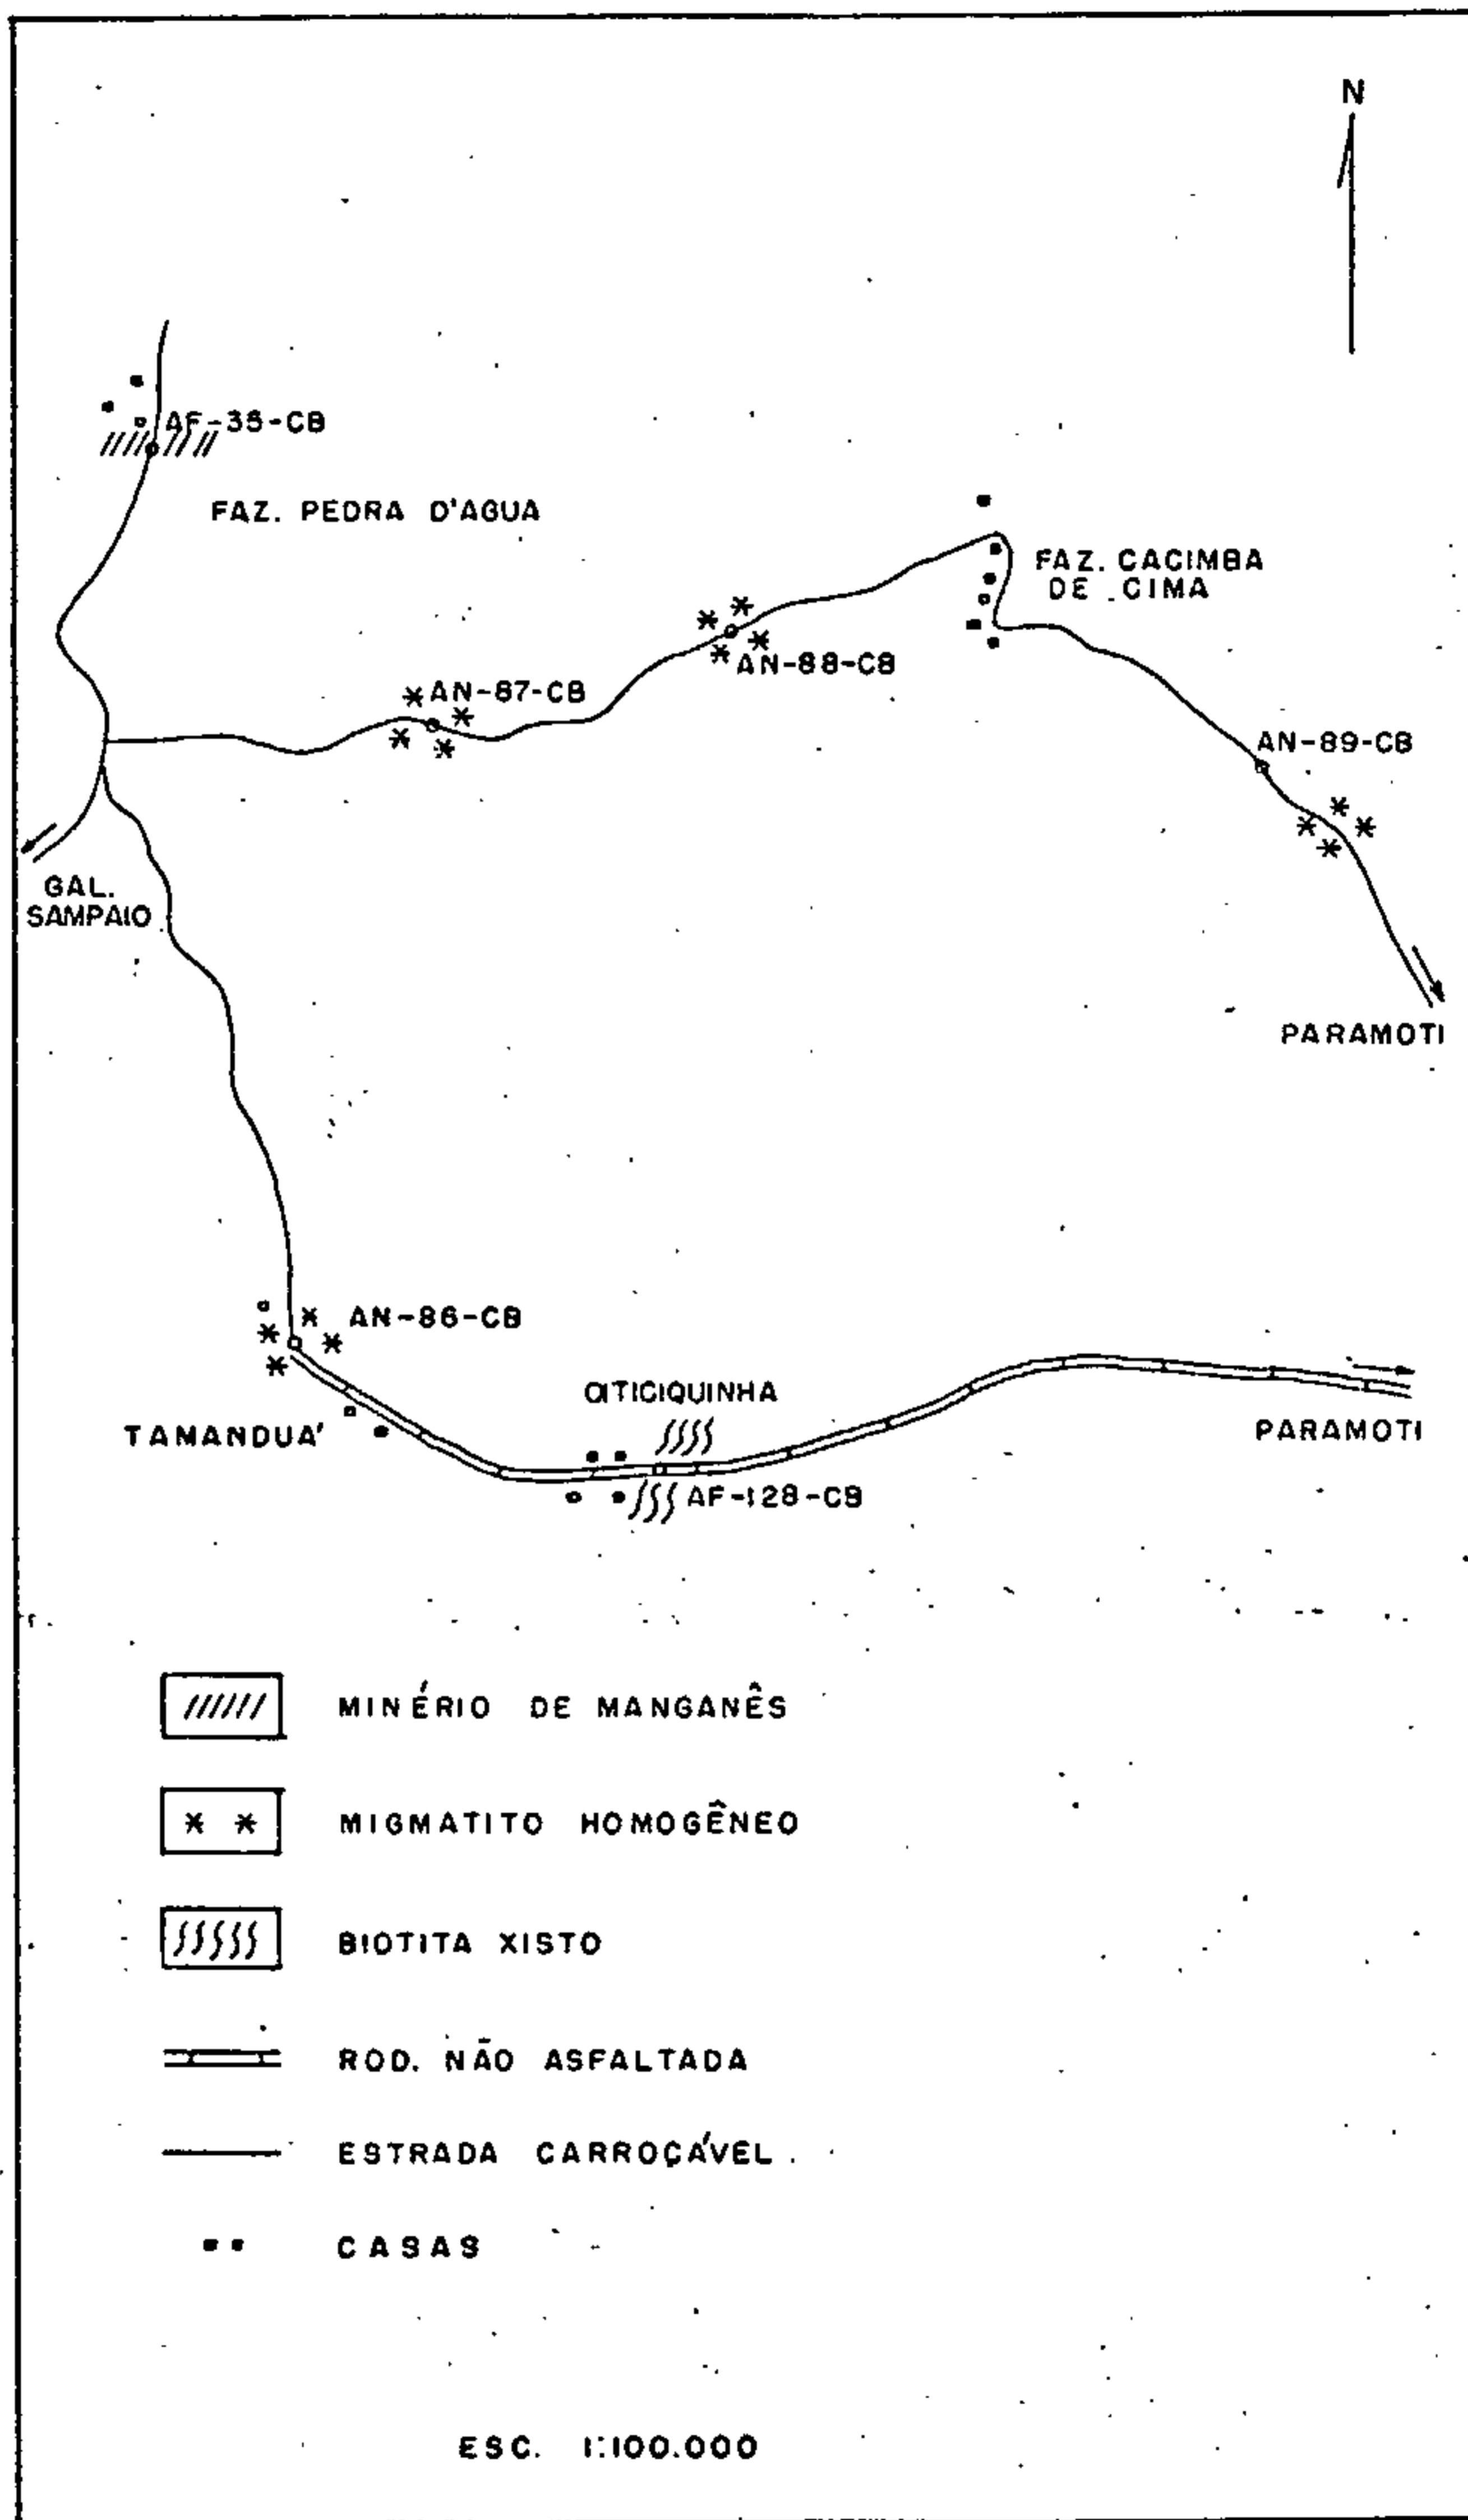 N
AF-38-CB
FAZ. PEDRA D'AGUA
FAZ. CACIMBA
DE CIMA
AN-88-CB
AN-87-CB
AN-89-CB
GAL.
SAMPAIO
PARAMOTI
AN-86-CB
OITICIQUINHA
TAMANDUA'
PARAMOTI
AF-128-CB
MINÉRIO DE MANGANÊS
MIGMATITO HOMOGÊNEO
BIOTITA XISTO
ROD. NÃO ASFALTADA
ESTRADA CARROÇÁVEL
CASAS
ESC. 1:100.000